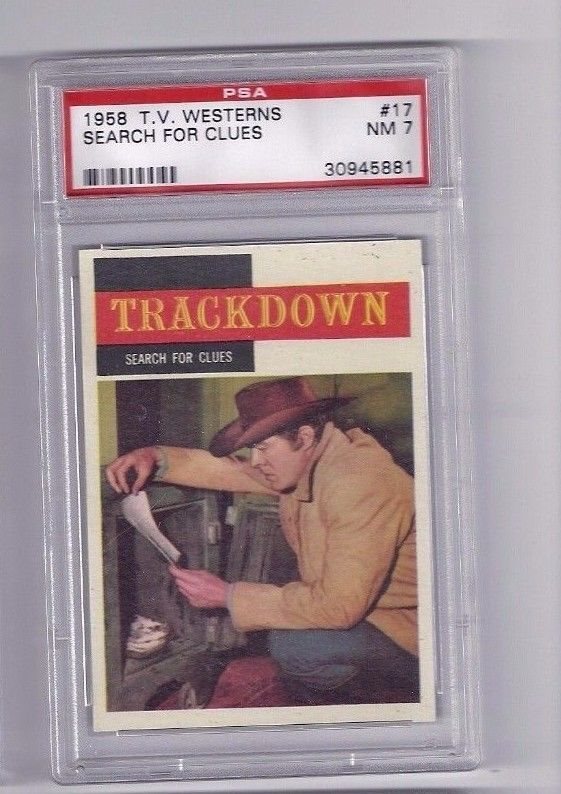 PSA
1958 T.V. WESTERNS #17
SEARCH FOR CLUES NM 7
30945881
TRACKDOWN
SEARCH FOR CLUES